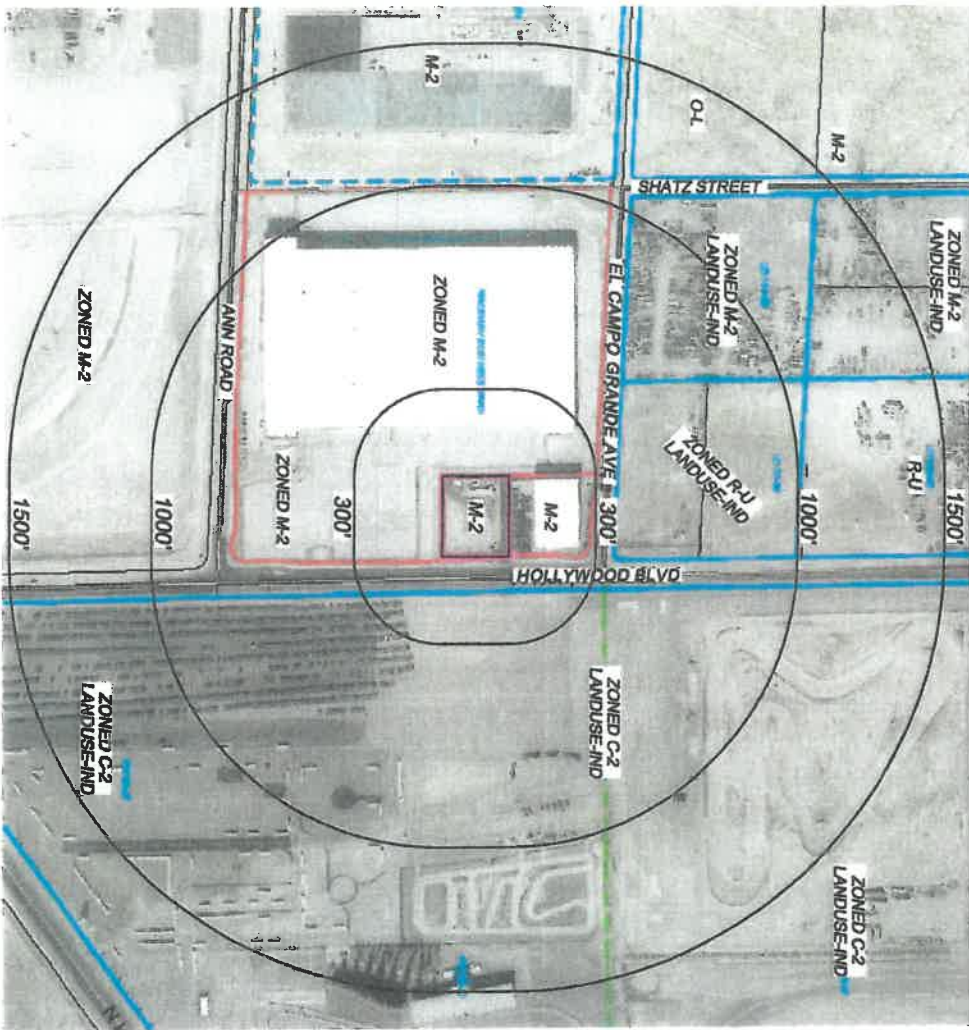 M-2
O-L
M-2
SHATZ STREET
ZONED M-2
LANDUSE-IND
ZONED M-2
LANDUSE-IND
ZONED M-2
ANN ROAD
ZONED M-2
EL CAMPO GRANDE AVE
ZONED R-U
LANDUSE-IND
R-U
ZONED M-2
M-2
M-2
1500'
1000'
300'
300'
1000'
1500'
HOLLYWOOD BLVD
ZONED C-2
LANDUSE-IND
ZONED C-2
LANDUSE-IND
ZONED C-2
LANDUSE-IND